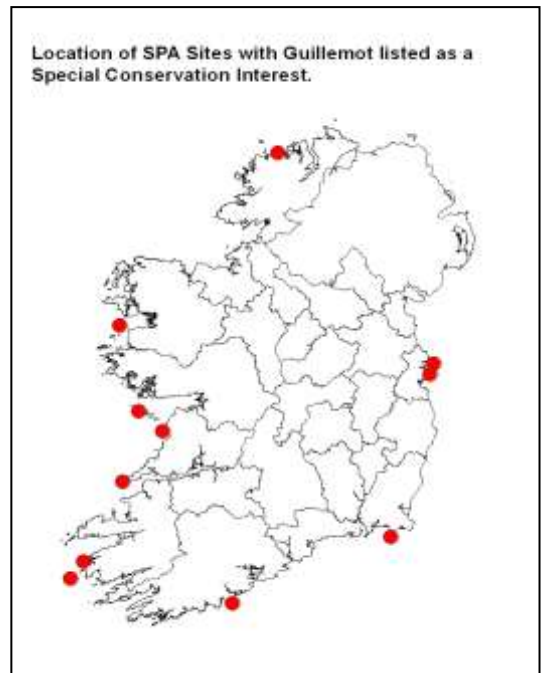 Location of SPA Sites with Guillemot listed as a
Special Conservation Interest.